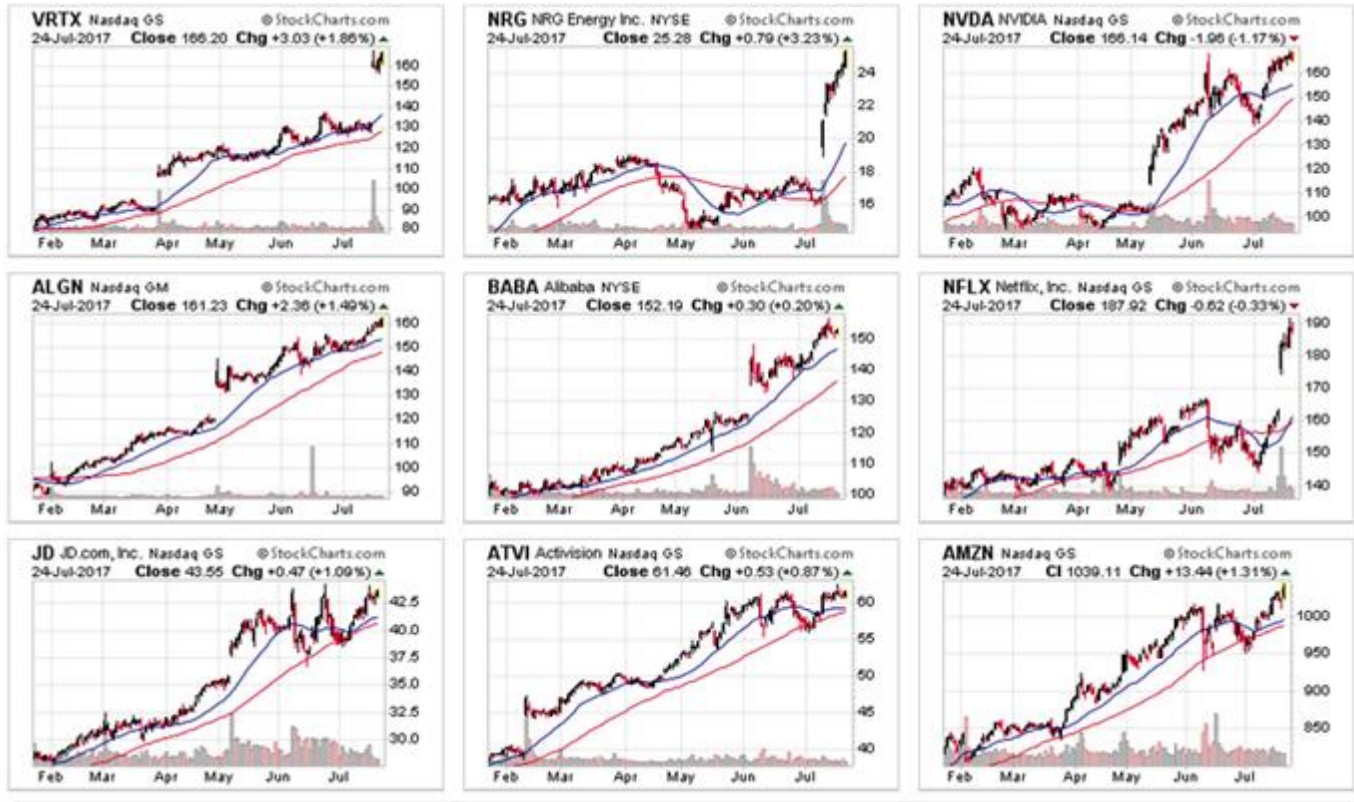 VRTX Nasdaq GS @StockCharts.com
24-Jul-2017 Close 166.20 Chg +3.03 (+1.86%)
160
150
140
130
120
110
100
90
80
Feb Mar Apr May Jun Jul
NRG NRG Energy Inc. NYSE @StockCharts.com
24-Jul-2017 Close 25.28 Chg +0.79 (+3.23%)
24
22
20
18
16
Feb Mar Apr May Jun Jul
NVDA NVIDIA Nasdaq GS @StockCharts.com
24-Jul-2017 Close 166.14 Chg -1.96 (-1.17%)
160
150
140
130
120
110
100
Feb Mar Apr May Jun Jul
ALGN Nasdaq GM @StockCharts.com
24-Jul-2017 Close 161.23 Chg +2.36 (+1.49%)
160
150
140
130
120
110
100
90
Feb Mar Apr May Jun Jul
BABA Alibaba NYSE @StockCharts.com
24-Jul-2017 Close 152.19 Chg +0.30 (+0.20%)
150
140
130
120
110
100
Feb Mar Apr May Jun Jul
NFLX Netflix, Inc. Nasdaq GS @StockCharts.com
24-Jul-2017 Close 187.92 Chg -0.62 (-0.33%)
190
180
170
160
150
140
Feb Mar Apr May Jun Jul
JD JD.com, Inc. Nasdaq GS @StockCharts.com
24-Jul-2017 Close 43.55 Chg +0.47 (+1.09%)
42.5
40.0
37.5
35.0
32.5
30.0
Feb Mar Apr May Jun Jul
ATVI Activision Nasdaq GS @StockCharts.com
24-Jul-2017 Close 61.46 Chg +0.53 (+0.87%)
60
55
50
45
40
Feb Mar Apr May Jun Jul
AMZN Nasdaq GS @StockCharts.com
24-Jul-2017 Cl 1039.11 Chg +13.44 (+1.31%)
1000
950
900
850
Feb Mar Apr May Jun Jul